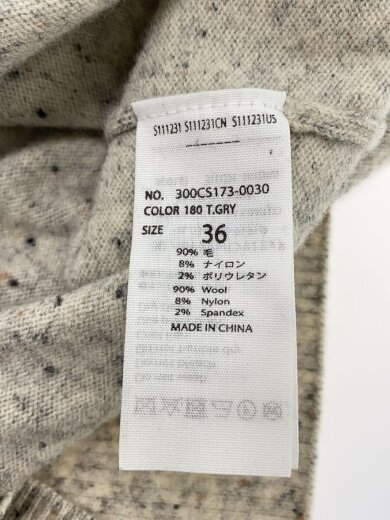 S111231 S111231CN S111231US
NO. 300CS173-0030
COLOR 180 T.GRY
SIZE 36
90% 毛
8% ナイロン
2% ポリウレタン
90% Wool
8% Nylon
2% Spandex
MADE IN CHINA